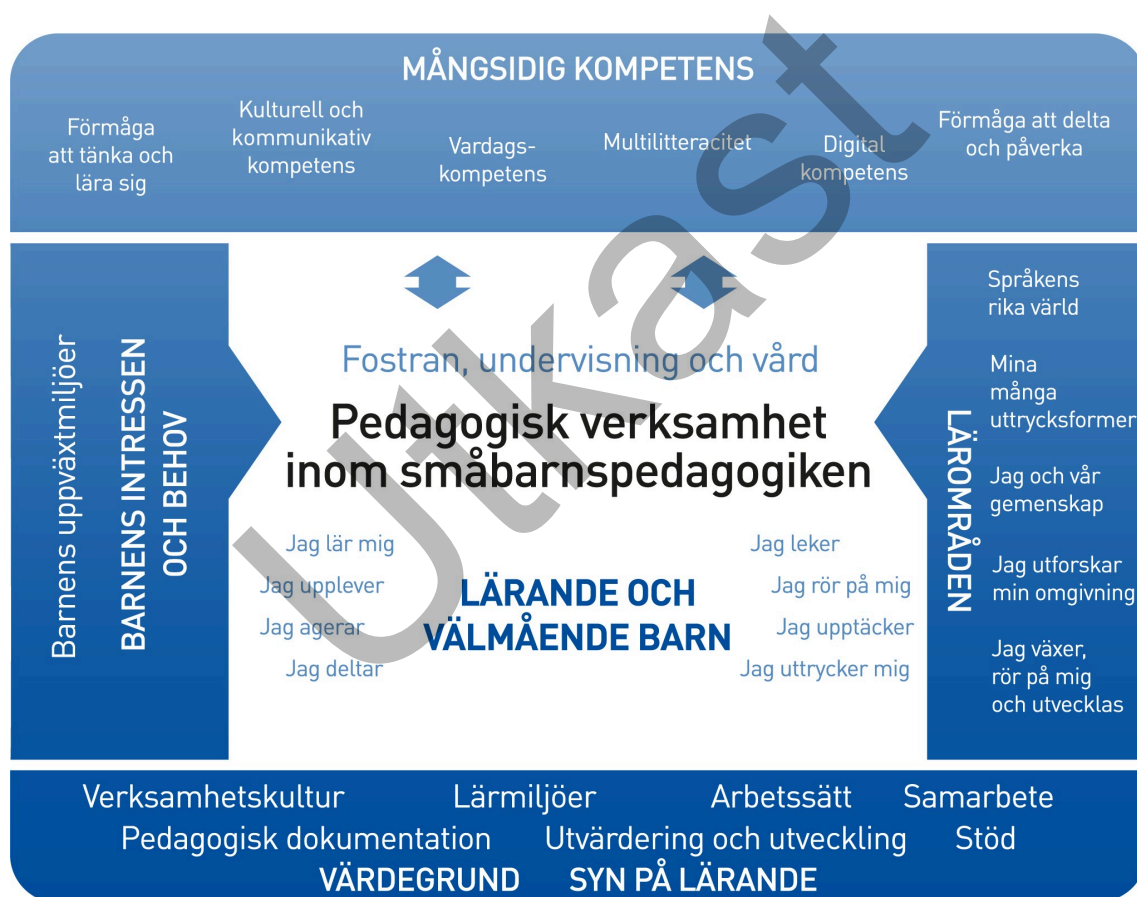 MÅNGSIDIG KOMPETENS
Förmåga
att tänka och
lära sig
Kulturell och
kommunikativ
kompetens
Vardags-
kompetens
Multilitteracitet
Digital
kompetens
Förmåga att delta
och påverka
Barnens uppväxtmiljöer
BARNENS INTRESSEN
OCH BEHOV
Fostran, undervisning och vård
Pedagogisk verksamhet
inom småbarnspedagogiken
Jag lär mig
Jag upplever
Jag agerar
Jag deltar
LÄRANDE OCH
VÄLMÅENDE BARN
Jag leker
Jag rör på mig
Jag upptäcker
Jag uttrycker mig
LÄROMRÅDEN
Språkens
rika värld
Mina
många
uttrycksformer
Jag och vår
gemenskap
Jag utforskar
min omgivning
Jag växer,
rör på mig
och utvecklas
Verksamhetskultur Lärmiljöer Arbetssätt Samarbete
Pedagogisk dokumentation Utvärdering och utveckling Stöd
VÄRDEGRUND SYN PÅ LÄRANDE
Utkast